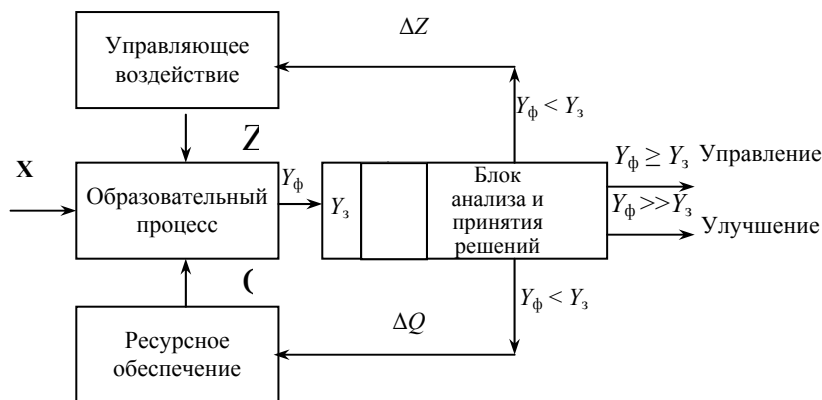 Управляющее
воздействие
ΔZ
Yф < Yз
Z
X
Образовательный
процесс
Yф
Yз
Блок
анализа и
принятия
решений
Yф ≥ Yз Управление
Yф >>Yз
Улучшение
(
Yф < Yз
ΔQ
Ресурсное
обеспечение